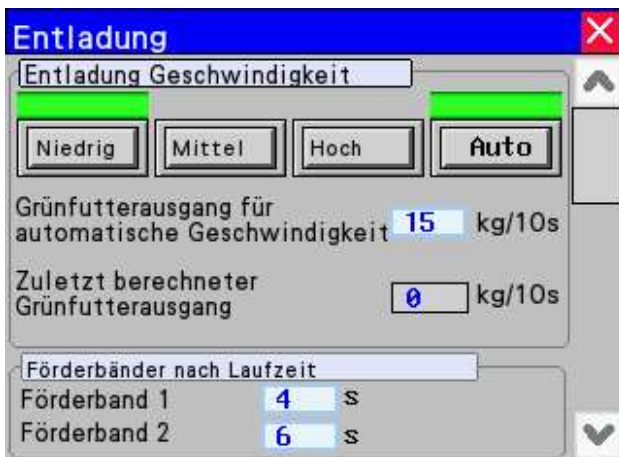 Entladung
Entladung Geschwindigkeit
Niedrig Mittel Hoch Auto
Grünfutterausgang für
automatische Geschwindigkeit 15 kg/10s
Zuletzt berechneter
Grünfutterausgang 0 kg/10s
Förderbänder nach Laufzeit
Förderband 1 4 s
Förderband 2 6 s